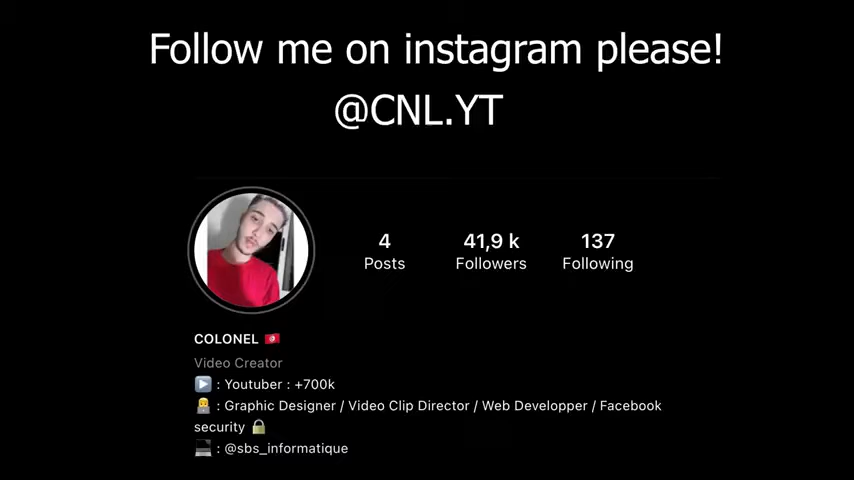 Follow me on instagram please!
@CNL.YT
4 41,9 k 137
Posts Followers Following
COLONEL
Video Creator
: Youtuber : +700k
: Graphic Designer / Video Clip Director / Web Developper / Facebook
security
: @sbs_informatique